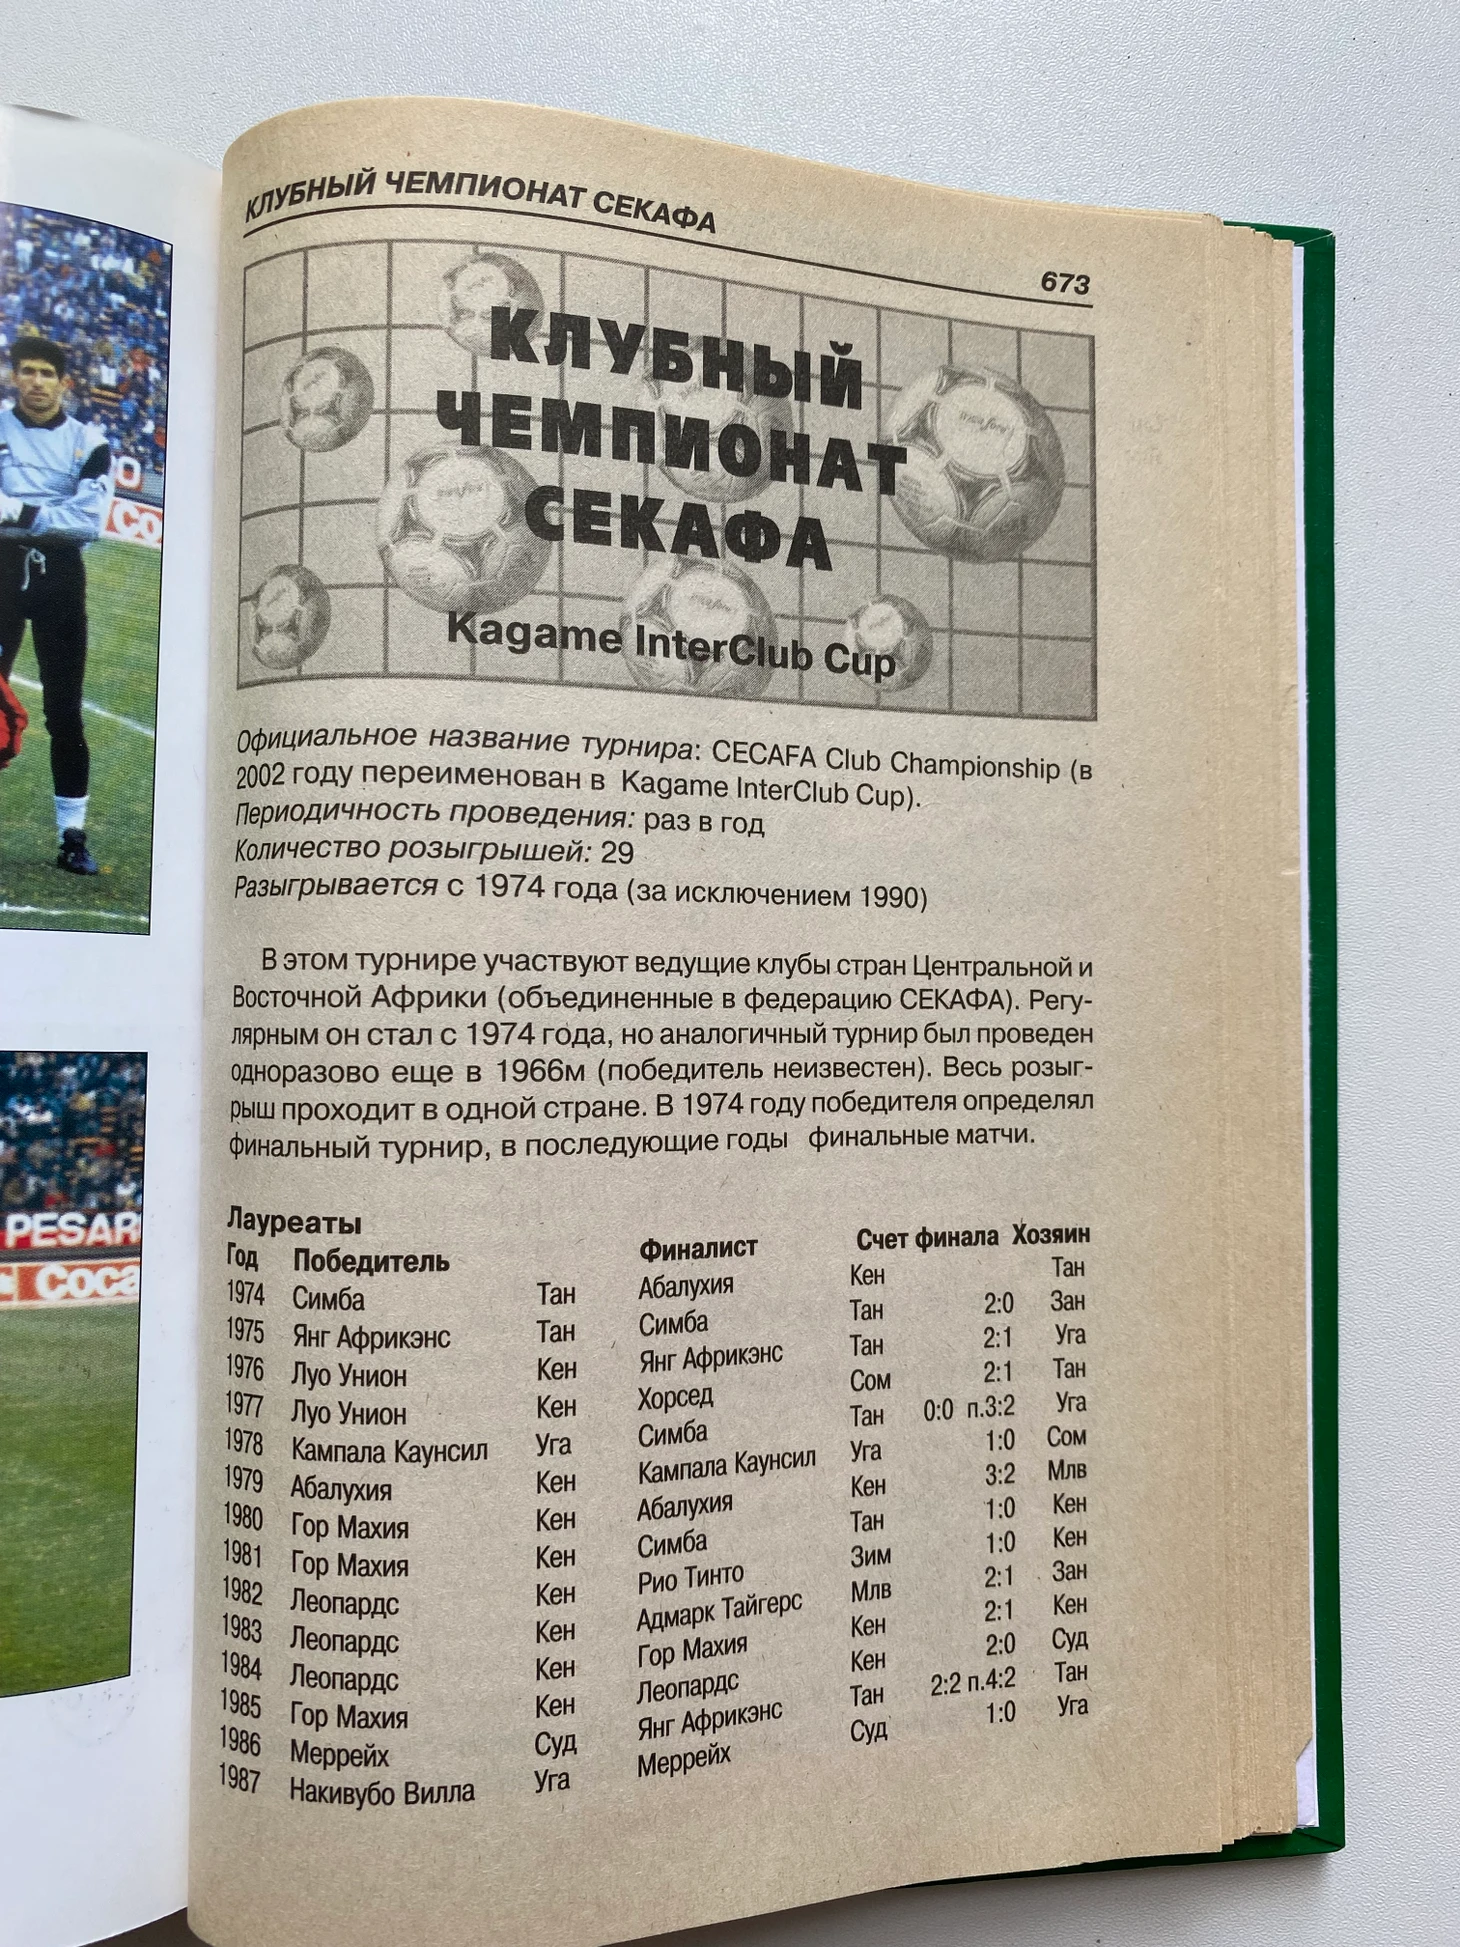 КЛУБНЫЙ ЧЕМПИОНАТ СЕКАФА
673
КЛУБНЫЙ
ЧЕМПИОНАТ
СЕКАФА
Kagame InterClub Cup
Официальное название турнира: CECAFA Club Championship (в
2002 году переименован в Kagame InterClub Cup).
Периодичность проведения: раз в год
Количество розыгрышей: 29
Разыгрывается с 1974 года (за исключением 1990)
В этом турнире участвуют ведущие клубы стран Центральной и
Восточной Африки (объединенные в федерацию СЕКАФА). Регу-
лярным он стал с 1974 года, но аналогичный турнир был проведен
одноразово еще в 1966м (победитель неизвестен). Весь розыг-
рыш проходит в одной стране. В 1974 году победителя определял
финальный турнир, в последующие годы финальные матчи.
Лауреаты
Год Победитель Финалист Счет финала Хозяин
1974 Симба Тан Абалухия Кен Тан
1975 Янг Африкэнс Тан Симба Тан 2:0 Зан
1976 Луо Унион Кен Янг Африкэнс Тан 2:1 Уга
1977 Луо Унион Кен Хорсед Сом 2:1 Тан
1978 Кампала Каунсил Уга Симба Тан 0:0 п.3:2 Уга
1979 Абалухия Кен Кампала Каунсил Уга 1:0 Сом
1980 Гор Махия Кен Абалухия Кен 3:2 Млв
1981 Гор Махия Кен Симба Тан 1:0 Кен
1982 Леопардс Кен Рио Тинто Зим 1:0 Кен
1983 Леопардс Кен Адмарк Тайгерс Млв 2:1 Зан
1984 Леопардс Кен Гор Махия Кен 2:1 Кен
1985 Гор Махия Кен Леопардс Кен 2:0 Суд
1986 Меррейх Суд Янг Африкэнс Тан 2:2 п.4:2 Тан
1987 Накивубо Вилла Уга Меррейх Суд 1:0 Уга
PESAR
Coca
Co